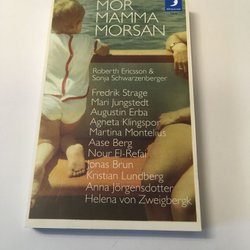 MOR
MAMMA
MORSAN
Roberth Ericsson &
Sonja Schwarzenberger
Fredrik Strage
Mari Jungstedt
Augustin Erba
Agneta Klingspor
Martina Montelius
Aase Berg
Nour El-Refai
Jonas Brun
Kristian Lundberg
Anna Jörgensdotter
Helena von Zweigbergk